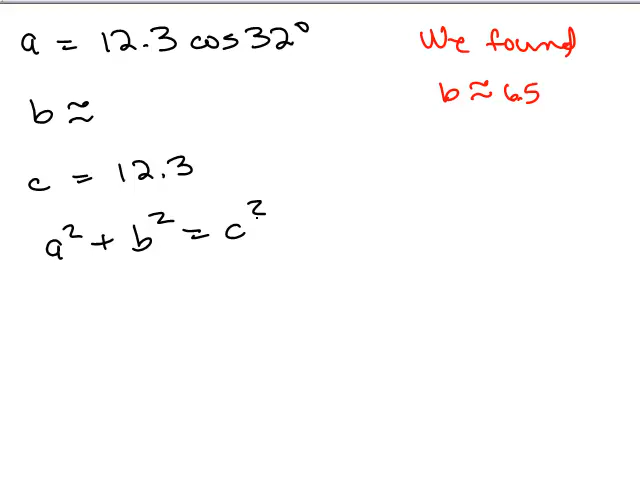 a = 12.3 cos 32°
We found
b ≈ 6.5
b ≈
c = 12.3
a² + b² = c²